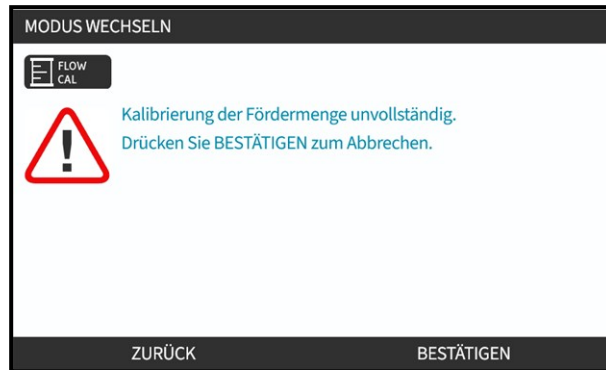 MODUS WECHSELN
FLOW
CAL
Kalibrierung der Fördermenge unvollständig.
Drücken Sie BESTÄTIGEN zum Abbrechen.
ZURÜCK BESTÄTIGEN